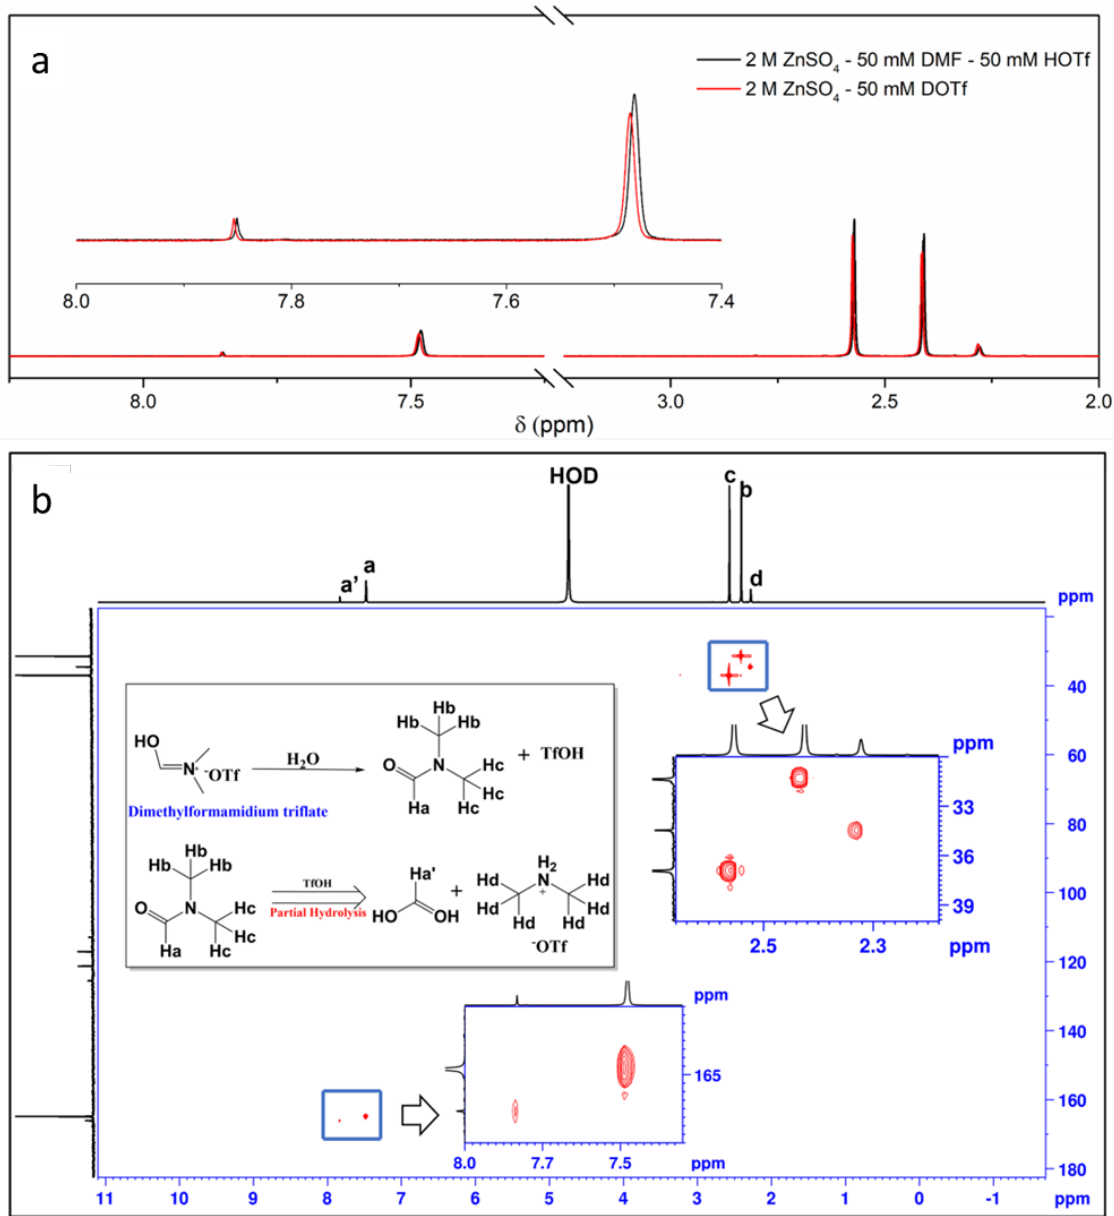 a
2 M ZnSO4 - 50 mM DMF - 50 mM HOTf
2 M ZnSO4 - 50 mM DOTf
8.0 7.8 7.6 7.4
8.0 7.5 3.0 2.5 2.0
δ (ppm)
b
HOD
c
b
a' a
d
ppm
40
60
80
100
120
140
160
180
HO
N+ -OTf
H2O
Hb
Hb Hb
O N Hc
Hc
Ha Hc
+ TfOH
Dimethylformamidium triflate
Hb
Hb Hb
O N Hc
Hc
Ha Hc
TfOH
Partial Hydrolysis
Ha'
HO OH
+
H2
Hd N+ Hd
Hd Hd
Hd Hd
-OTf
ppm
33
36
39
2.5 2.3 ppm
ppm
165
8.0 7.7 7.5 ppm
11 10 9 8 7 6 5 4 3 2 1 0 -1 ppm